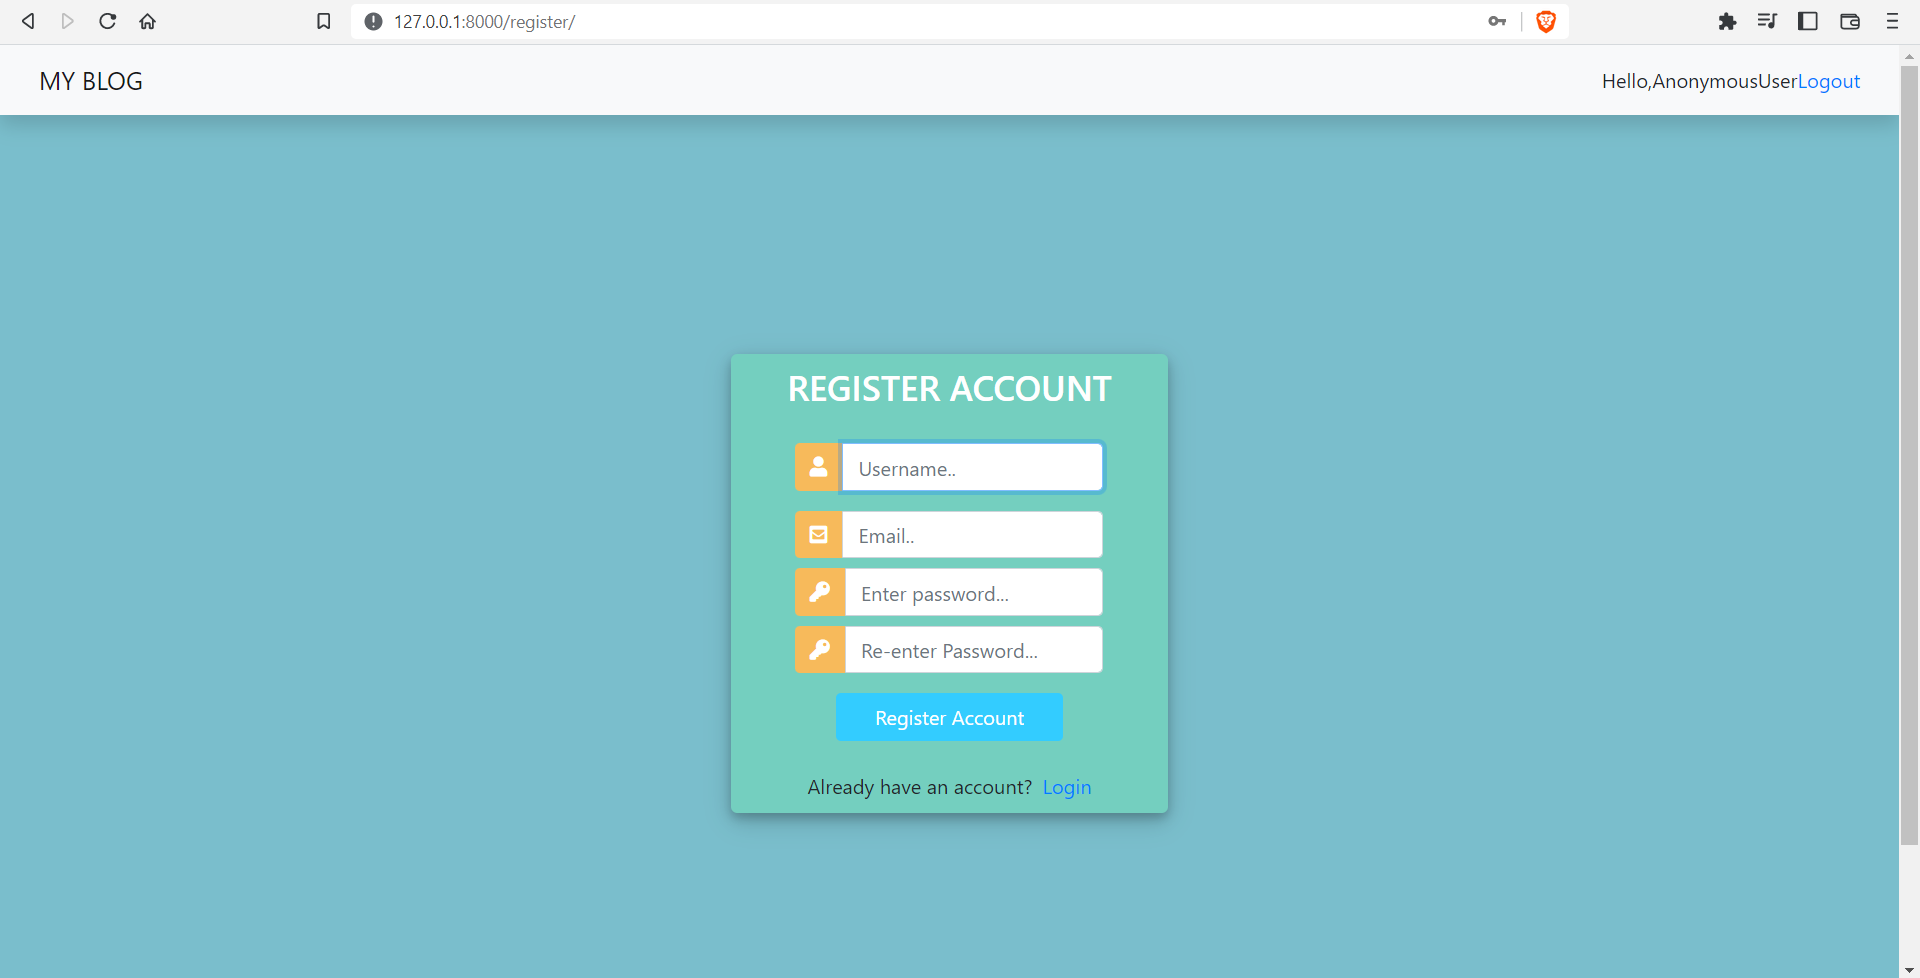 127.0.0.1:8000/register/
MY BLOG
Hello,AnonymousUserLogout
REGISTER ACCOUNT
Username..
Email..
Enter password...
Re-enter Password...
Register Account
Already have an account? Login